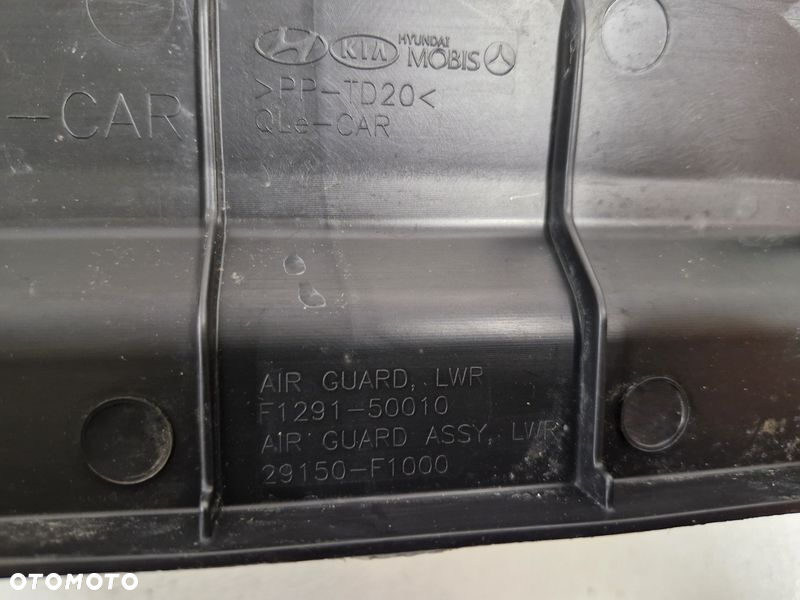 KIA
HYUNDAI
MOBIS
>PP-TD20<
QLe-CAR
-CAR
AIR GUARD, LWR
F1291-50010
AIR GUARD ASSY, LWR
29150-F1000
OTOMOTO